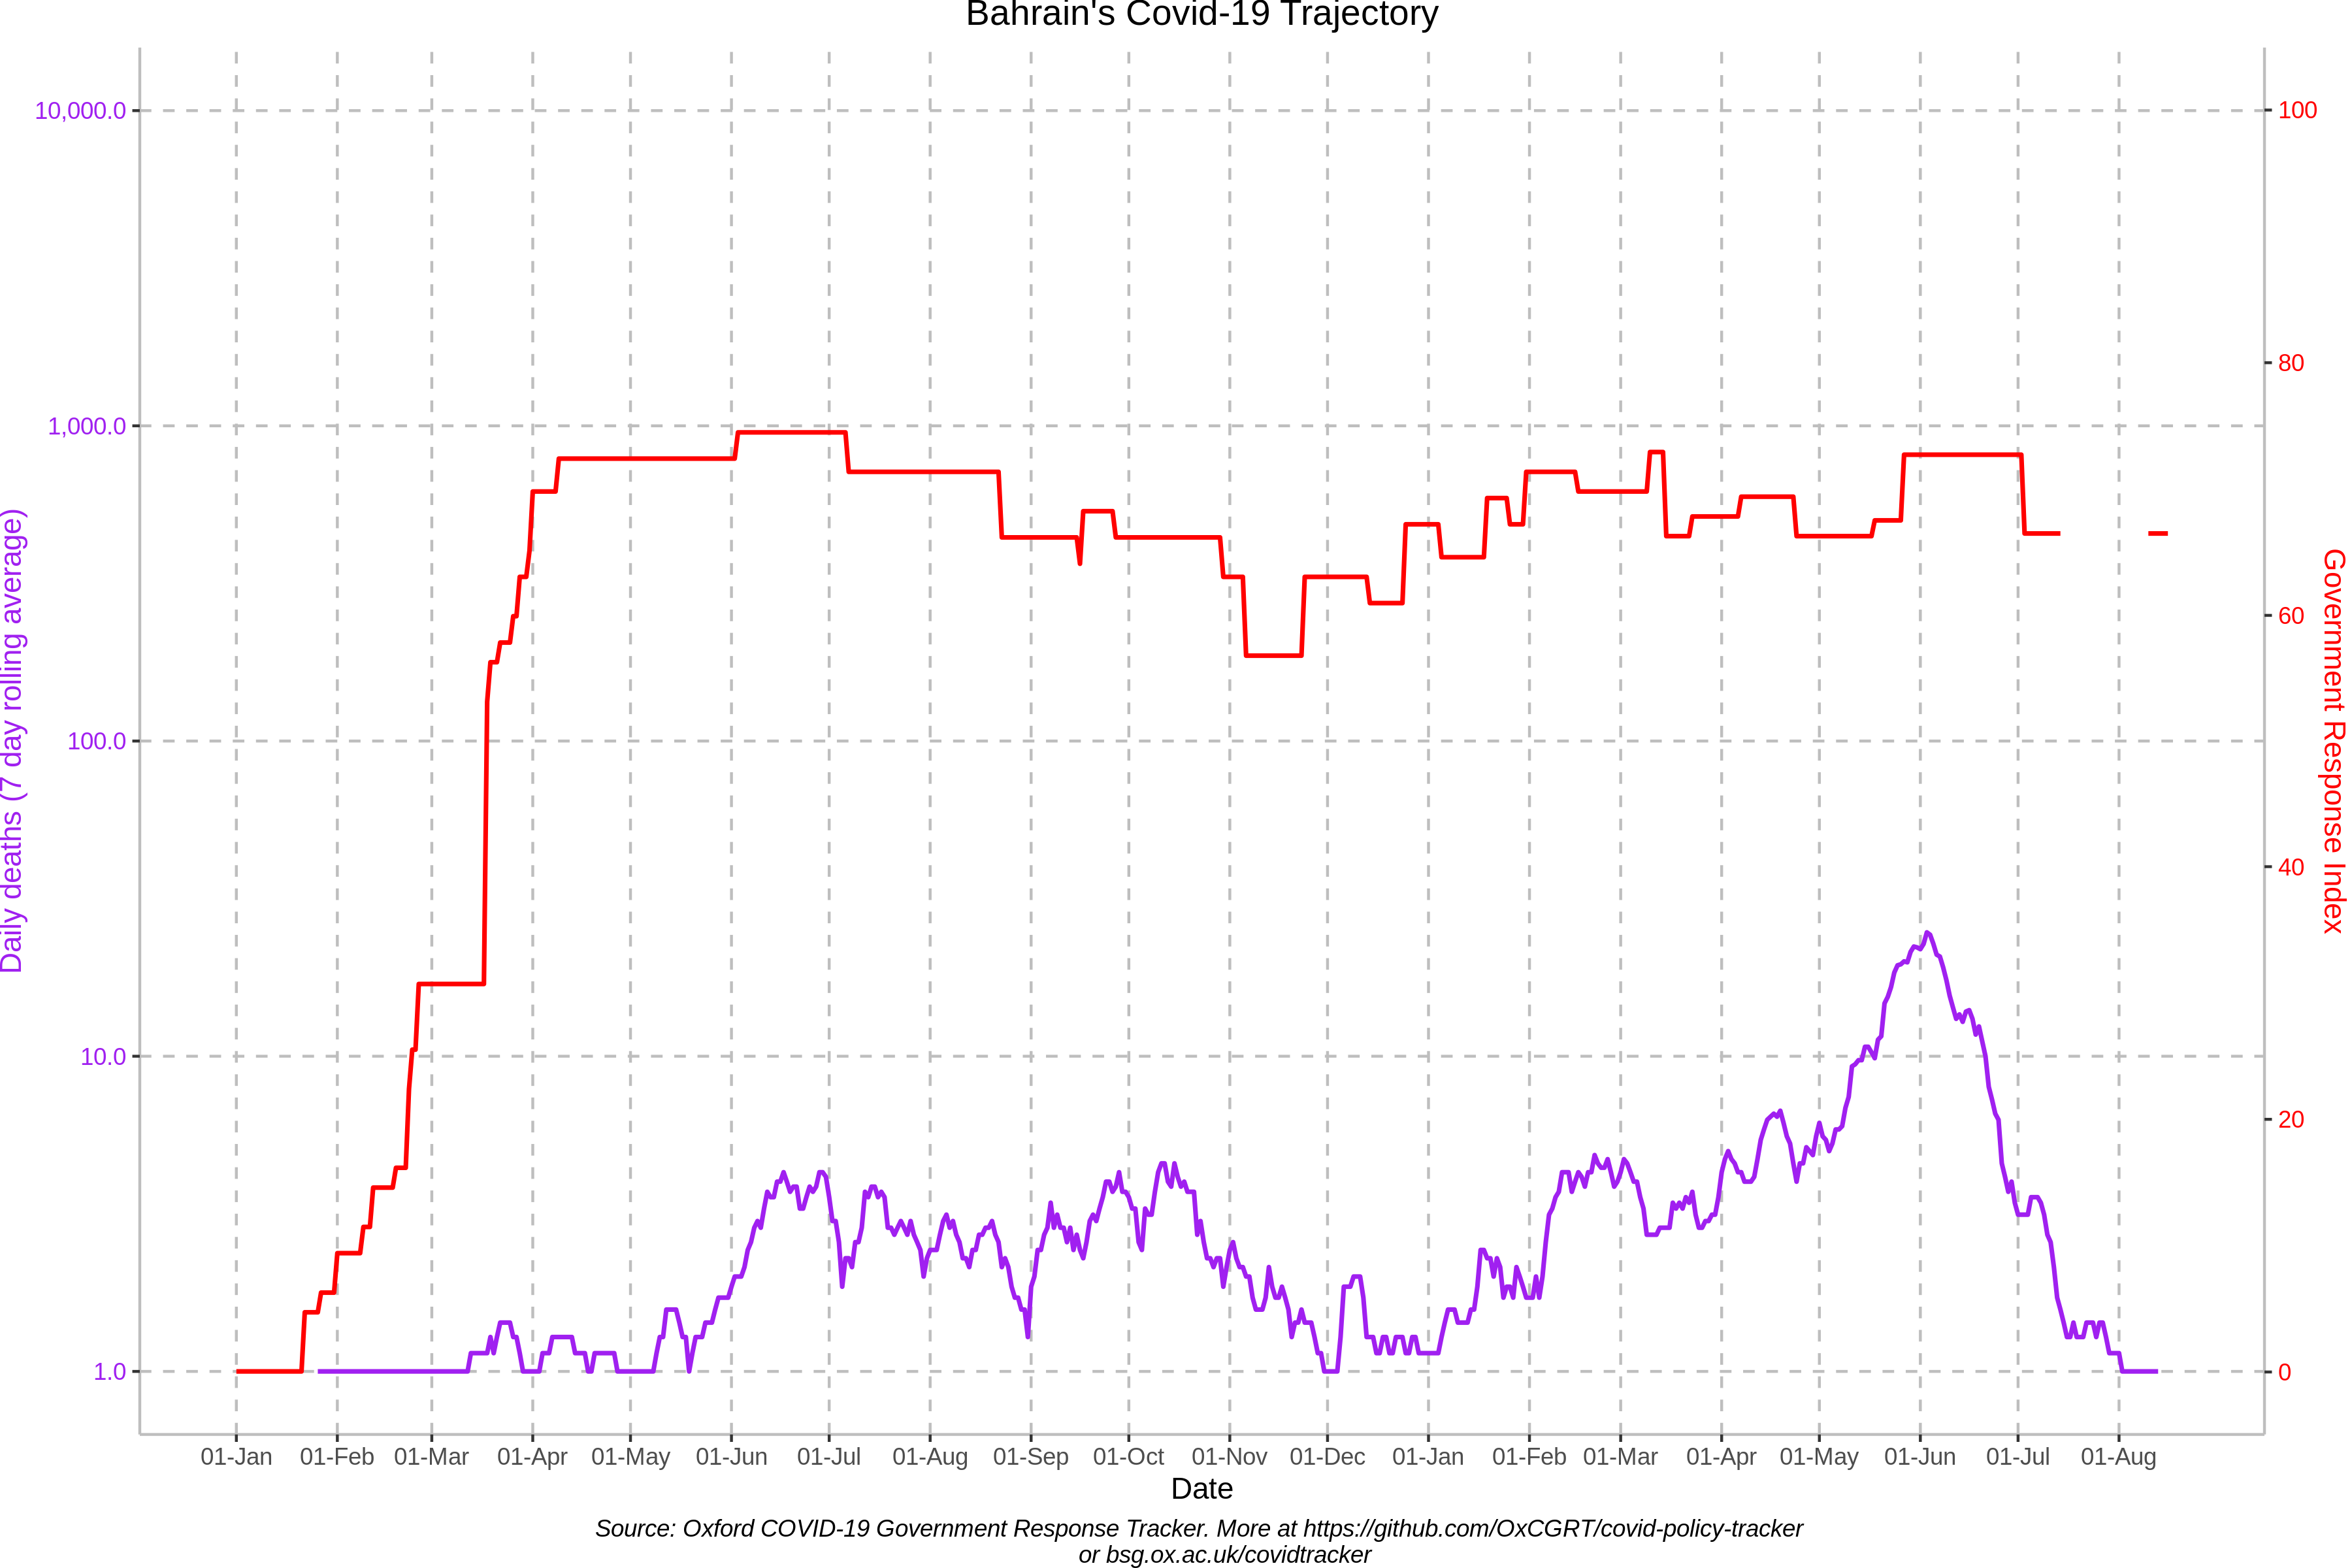 Bahrain's Covid-19 Trajectory
10,000.0
1,000.0
100.0
10.0
1.0
Daily deaths (7 day rolling average)
100
80
60
40
20
0
Government Response Index
01-Jan 01-Feb 01-Mar 01-Apr 01-May 01-Jun 01-Jul 01-Aug 01-Sep 01-Oct 01-Nov 01-Dec 01-Jan 01-Feb 01-Mar 01-Apr 01-May 01-Jun 01-Jul 01-Aug
Date
Source: Oxford COVID-19 Government Response Tracker. More at https://github.com/OxCGRT/covid-policy-tracker
or bsg.ox.ac.uk/covidtracker